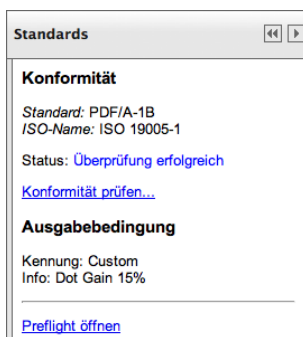 Standards
Konformität
Standard: PDF/A-1B
ISO-Name: ISO 19005-1
Status: Überprüfung erfolgreich
Konformität prüfen...
Ausgabebedingung
Kennung: Custom
Info: Dot Gain 15%
Preflight öffnen